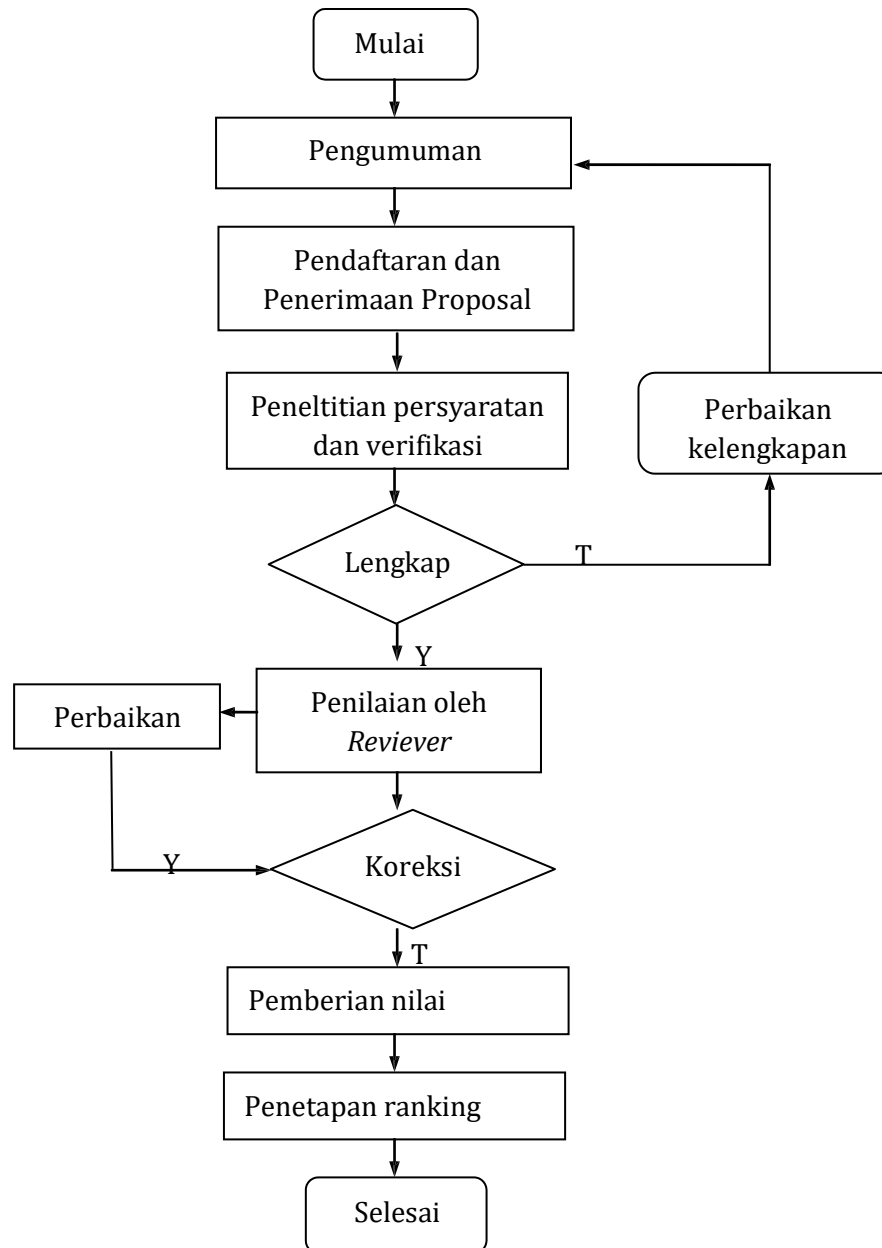 Mulai
Pengumuman
Pendaftaran dan
Penerimaan Proposal
Peneltitian persyaratan
dan verifikasi
Perbaikan
kelengkapan
Lengkap
T
Y
Perbaikan
Penilaian oleh
Reviever
Y
Koreksi
T
Pemberian nilai
Penetapan ranking
Selesai